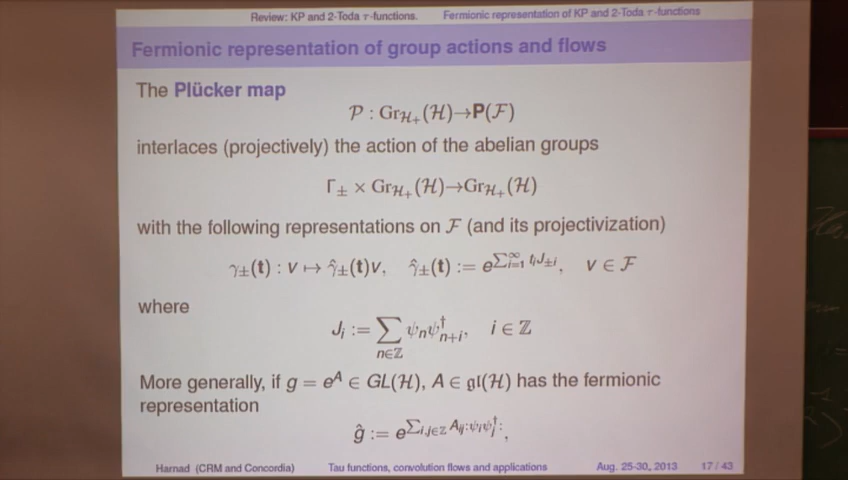 Review: KP and 2-Toda τ-functions. Fermionic representation of KP and 2-Toda τ-functions
Fermionic representation of group actions and flows
The Plücker map
𝒫 : Gr_{ℋ₊}(ℋ)→P(ℱ)
interlaces (projectively) the action of the abelian groups
Γ± × Gr_{ℋ₊}(ℋ)→Gr_{ℋ₊}(ℋ)
with the following representations on ℱ (and its projectivization)
γ±(t) : v ↦ γ̂±(t)v, γ̂±(t) := e^{∑_{i=1}^∞ t_i J_{±i}}, v ∈ ℱ
where
J_i := ∑_{n∈ℤ} ψ_n ψ†_{n+i}, i ∈ ℤ
More generally, if g = e^A ∈ GL(ℋ), A ∈ gl(ℋ) has the fermionic
representation
ĝ := e^{∑_{i,j∈ℤ} A_{ij}:ψ_iψ†_j:},
Harnad (CRM and Concordia) Tau functions, convolution flows and applications Aug. 25-30, 2013 17 / 43